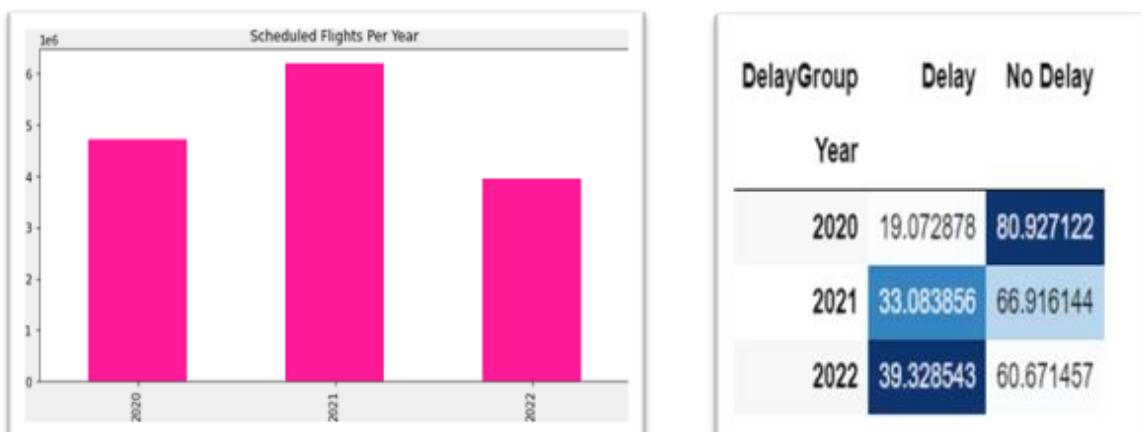 Scheduled Flights Per Year
1e6
6
5
4
3
2
1
0
2020
2021
2022
DelayGroup Delay No Delay
Year
2020 19.072878 80.927122
2021 33.083856 66.916144
2022 39.328543 60.671457